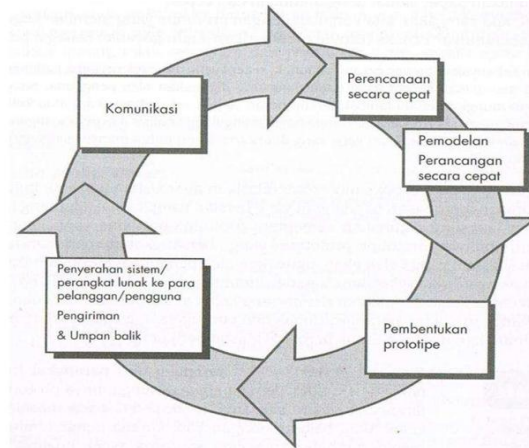 Komunikasi
Perencanaan
secara cepat
Pemodelan
Perancangan
secara cepat
Pembentukan
prototipe
Penyerahan sistem/
perangkat lunak ke para
pelanggan/pengguna
Pengiriman
& Umpan balik